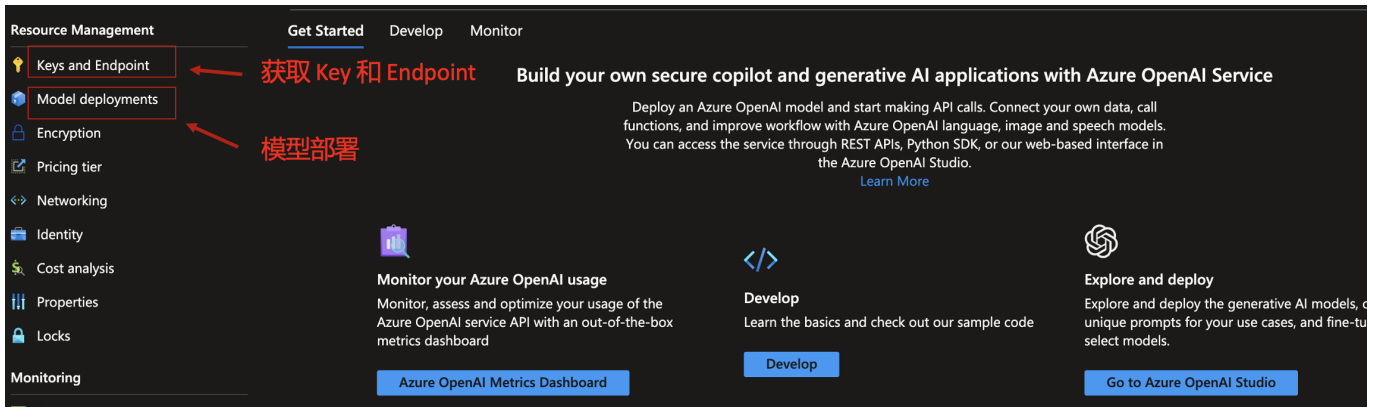 Resource Management
Keys and Endpoint
Model deployments
Encryption
Pricing tier
Networking
Identity
Cost analysis
Properties
Locks
Monitoring
获取 Key 和 Endpoint
模型部署
Get Started
Develop
Monitor
Build your own secure copilot and generative AI applications with Azure OpenAI Service
Deploy an Azure OpenAI model and start making API calls. Connect your own data, call
functions, and improve workflow with Azure OpenAI language, image and speech models.
You can access the service through REST APIs, Python SDK, or our web-based interface in
the Azure OpenAI Studio.
Learn More
Monitor your Azure OpenAI usage
Monitor, assess and optimize your usage of the
Azure OpenAI service API with an out-of-the-box
metrics dashboard
Azure OpenAI Metrics Dashboard
Develop
Learn the basics and check out our sample code
Develop
Explore and deploy
Explore and deploy the generative AI models,
unique prompts for your use cases, and fine-tu
select models.
Go to Azure OpenAI Studio